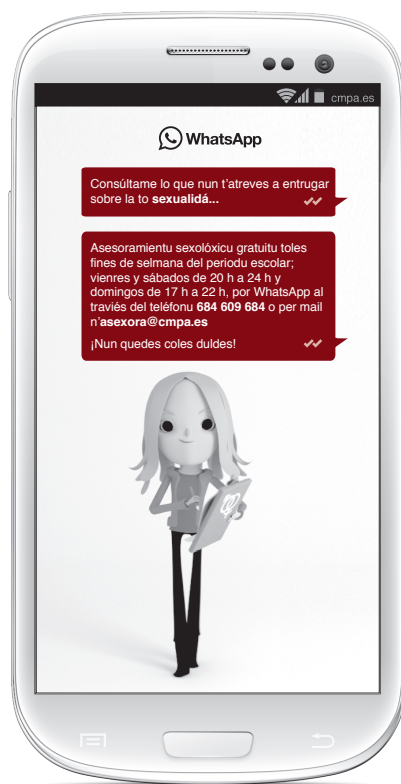 cmpa.es
WhatsApp
Consúltame lo que nun t'atreves a entrugar
sobre la to sexualidá...
Asesoramientu sexolóxicu gratuitu toles
fines de selmana del periodu escolar;
vienres y sábados de 20 h a 24 h y
domingos de 17 h a 22 h, por WhatsApp al
traviés del teléfonu 684 609 684 o per mail
n'asexora@cmpa.es
¡Nun quedes coles duldes!